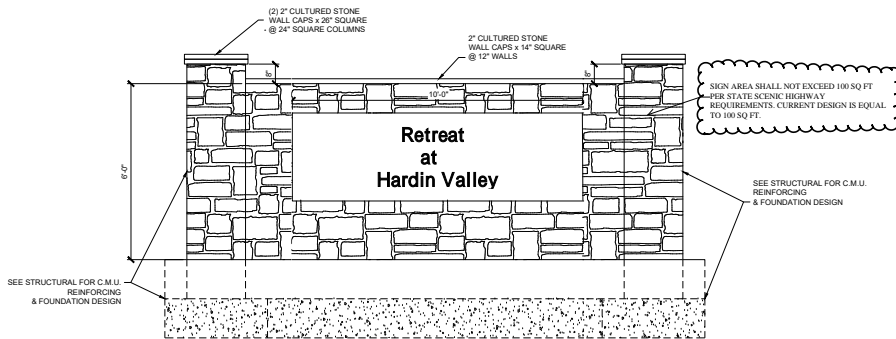 (2) 2" CULTURED STONE
WALL CAPS x 26" SQUARE
@ 24" SQUARE COLUMNS
2" CULTURED STONE
WALL CAPS x 14" SQUARE
@ 12" WALLS
SIGN AREA SHALL NOT EXCEED 100 SQ FT
PER STATE SCENIC HIGHWAY
REQUIREMENTS. CURRENT DESIGN IS EQUAL
TO 100 SQ FT.
10'-0"
6'-0"
Retreat
at
Hardin Valley
SEE STRUCTURAL FOR C.M.U.
REINFORCING
& FOUNDATION DESIGN
SEE STRUCTURAL FOR C.M.U.
REINFORCING
& FOUNDATION DESIGN